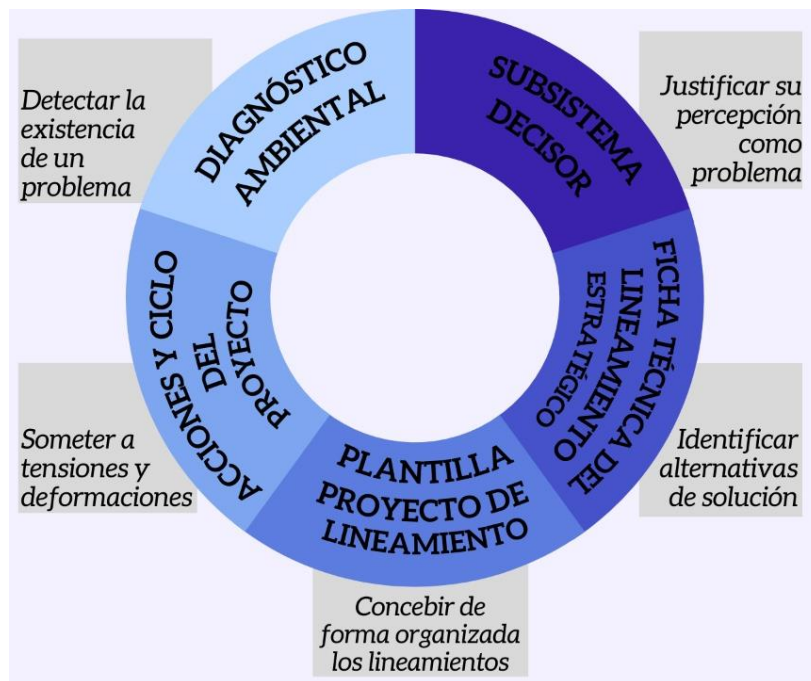 DIAGNÓSTICO
AMBIENTAL
Detectar la
existencia
de un
problema
SUBSISTEMA
DECISOR
Justificar su
percepción
como
problema
FICHA TÉCNICA DEL
LINEAMIENTO
ESTRATÉGICO
Identificar
alternativas
de solución
PLANTILLA
PROYECTO DE
LINEAMIENTO
Concebir de
forma organizada
los lineamientos
ACCIONES Y CICLO
DEL
PROYECTO
Someter a
tensiones y
deformaciones